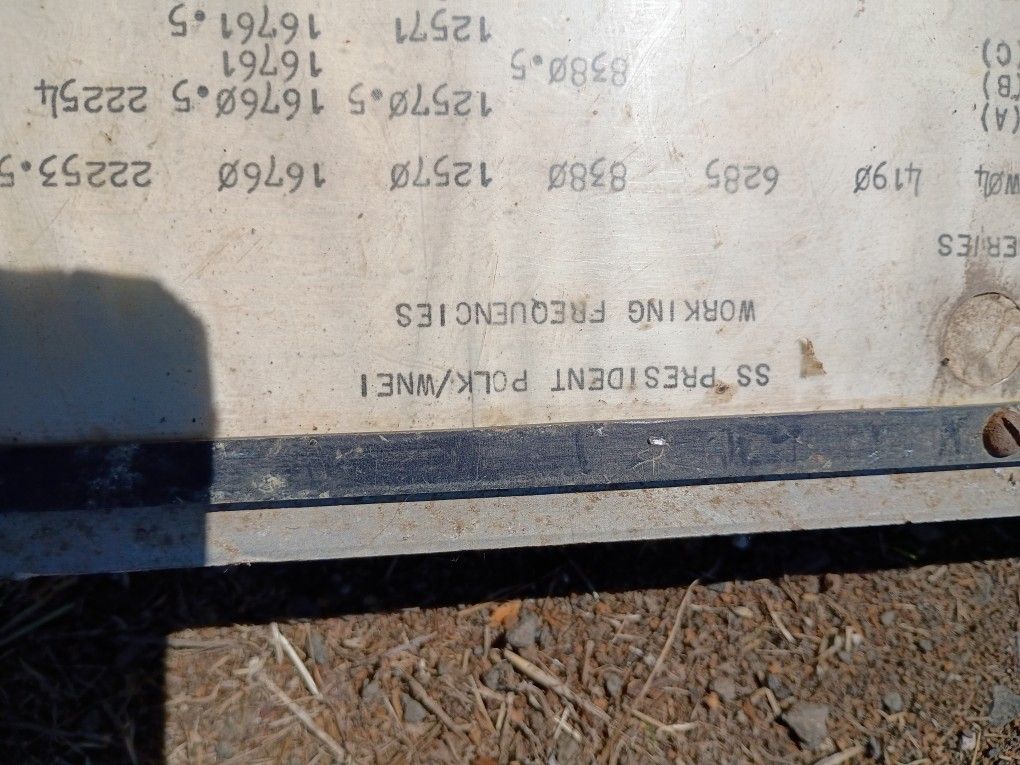 SS PRESIDENT POLK/WNEI
WORKING FREQUENCIES
ERIES
W04 4190 6285 8380 12570 16760 22253.5
(A) 12570.5 16760.5 22254
(B) 8380.5 16761
(C) 12571 16761.5